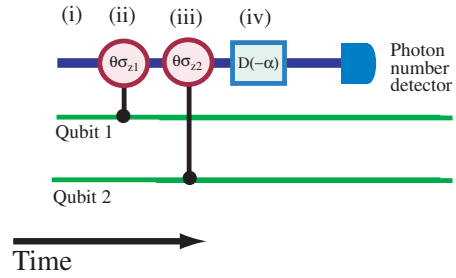 (i) (ii) (iii) (iv)
θσz1 θσz2 D(−α)
Photon
number
detector
Qubit 1
Qubit 2
Time